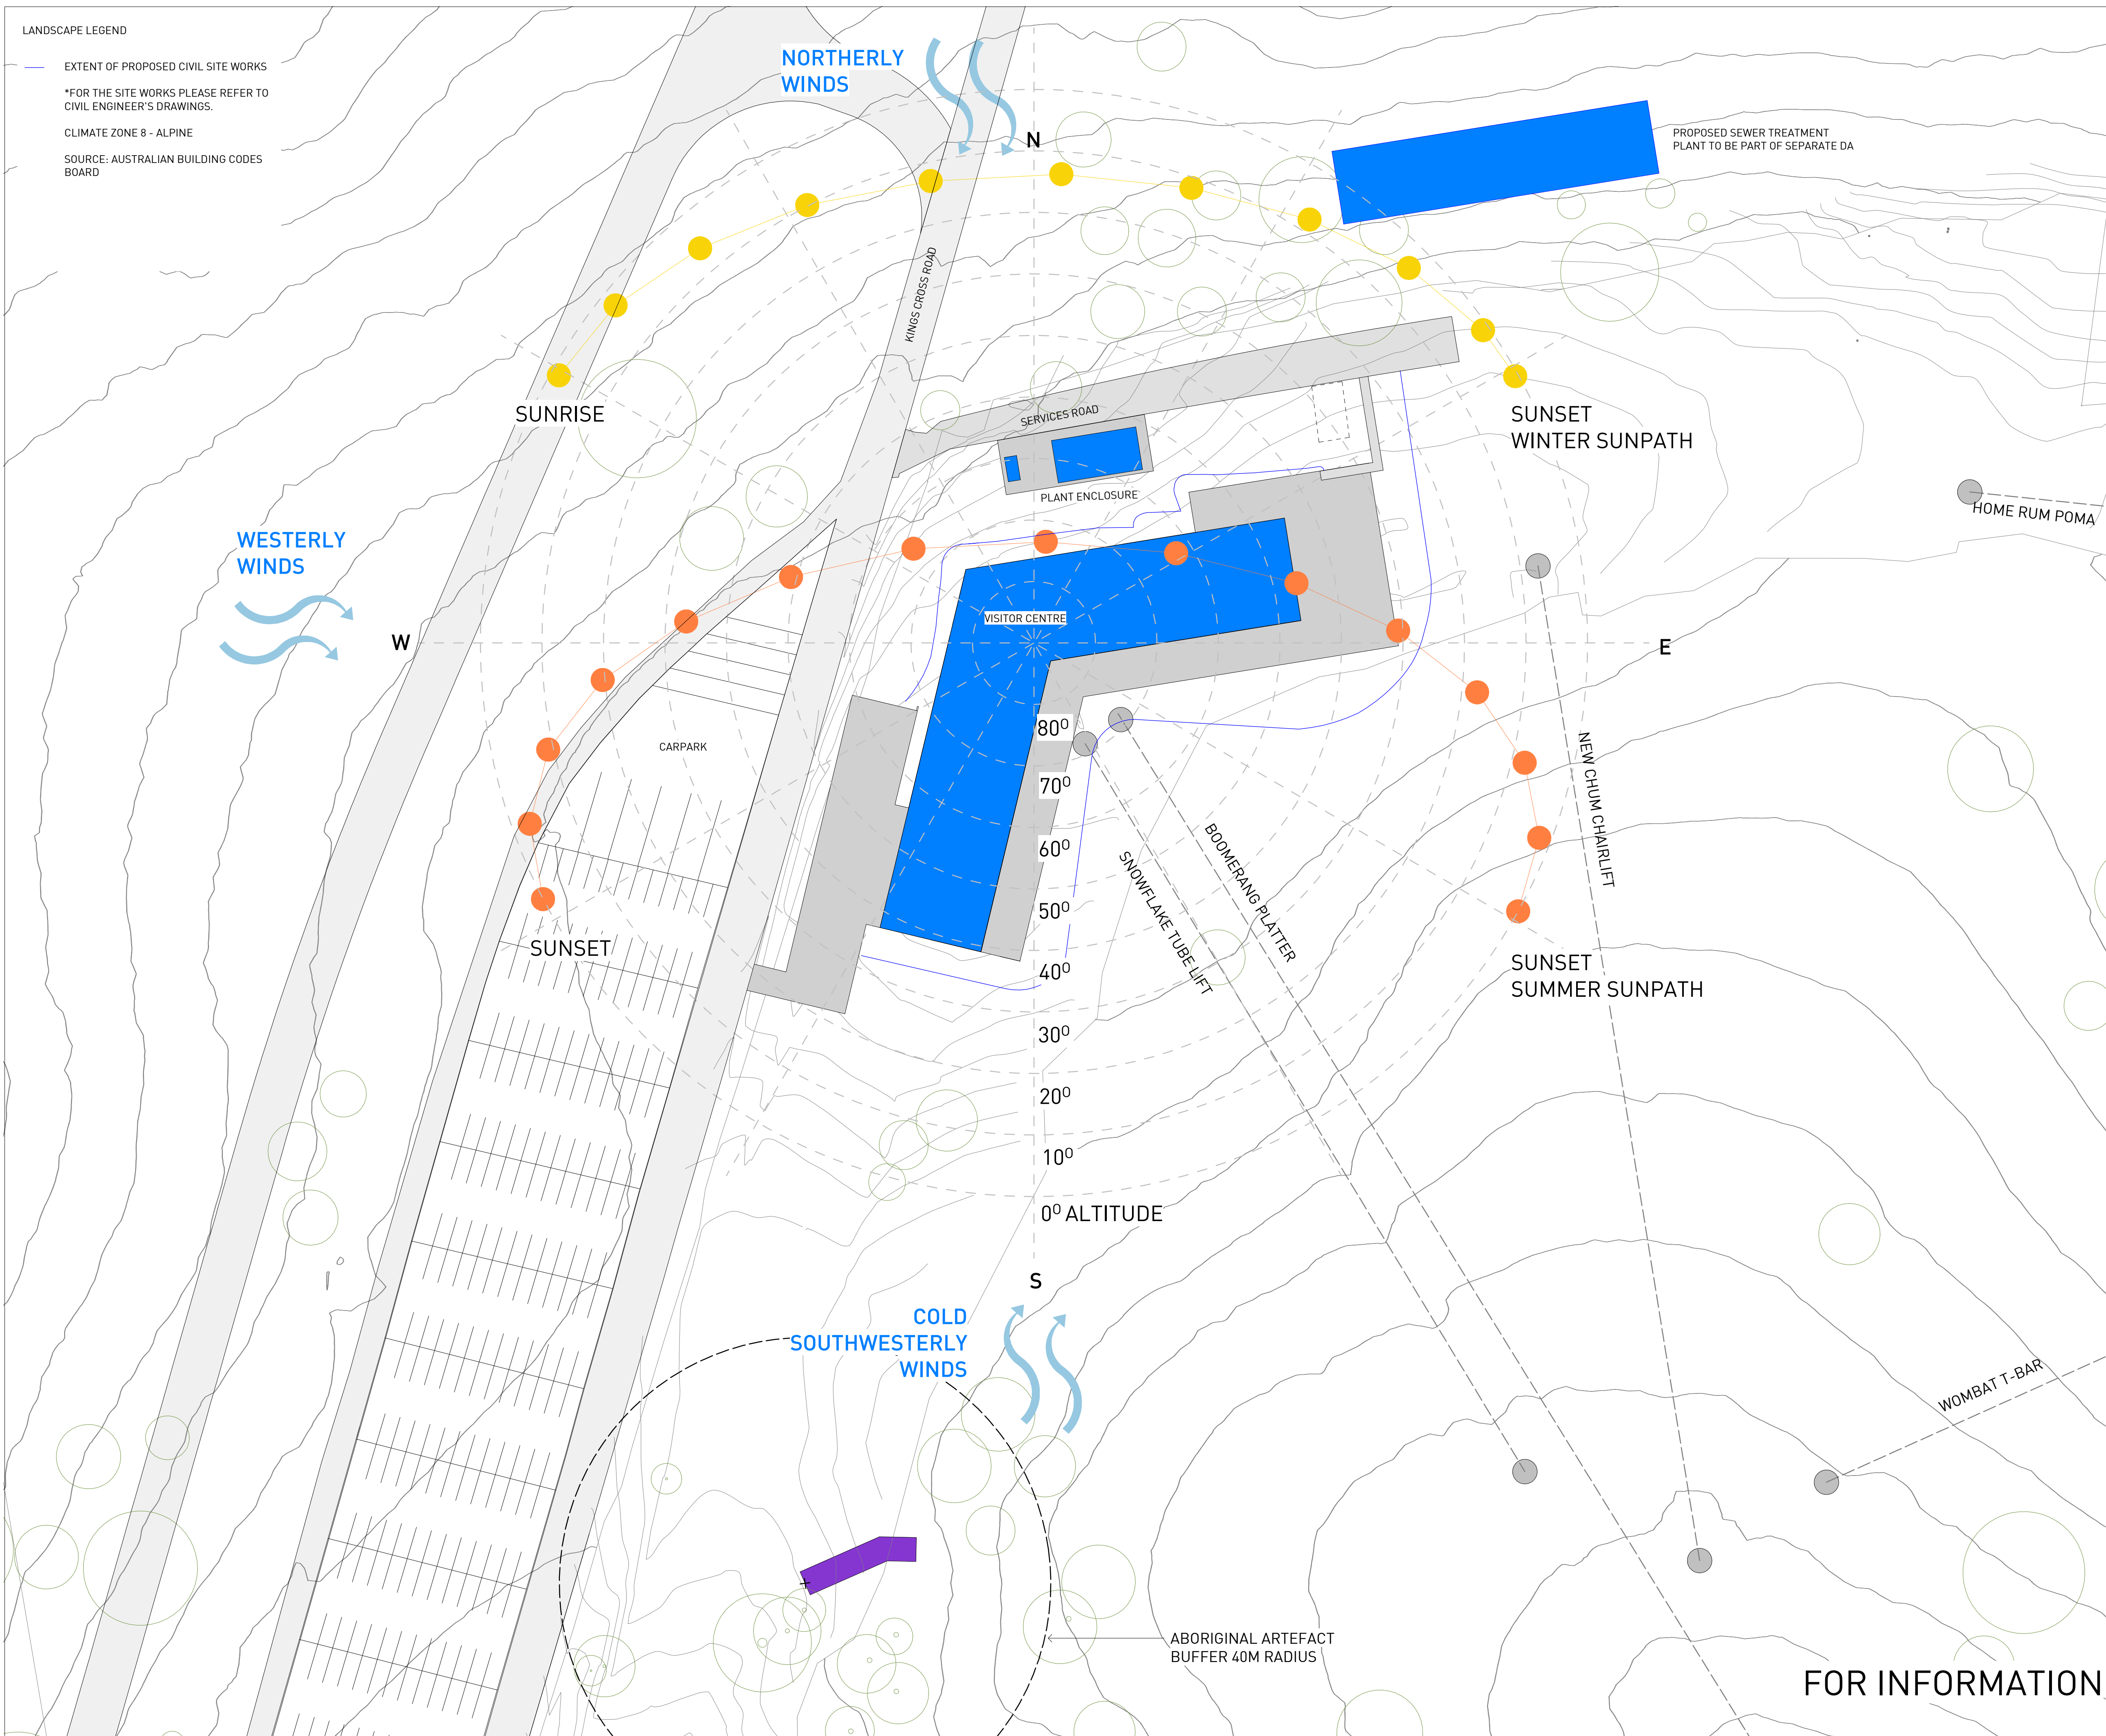 LANDSCAPE LEGEND
EXTENT OF PROPOSED CIVIL SITE WORKS
*FOR THE SITE WORKS PLEASE REFER TO
CIVIL ENGINEER'S DRAWINGS.
CLIMATE ZONE 8 - ALPINE
SOURCE: AUSTRALIAN BUILDING CODES
BOARD
NORTHERLY
WINDS
N
PROPOSED SEWER TREATMENT
PLANT TO BE PART OF SEPARATE DA
KINGS CROSS ROAD
SUNRISE
SERVICES ROAD
SUNSET
WINTER SUNPATH
PLANT ENCLOSURE
HOME RUM POMA
WESTERLY
WINDS
VISITOR CENTRE
W
E
80⁰
CARPARK
70⁰
NEW CHUM CHAIRLIFT
60⁰
BOOMERANG PLATTER
SNOWFLAKE TUBE LIFT
50⁰
SUNSET
40⁰
SUNSET
SUMMER SUNPATH
30⁰
20⁰
10⁰
0⁰ ALTITUDE
S
COLD
SOUTHWESTERLY
WINDS
WOMBAT T-BAR
ABORIGINAL ARTEFACT
BUFFER 40M RADIUS
FOR INFORMATION